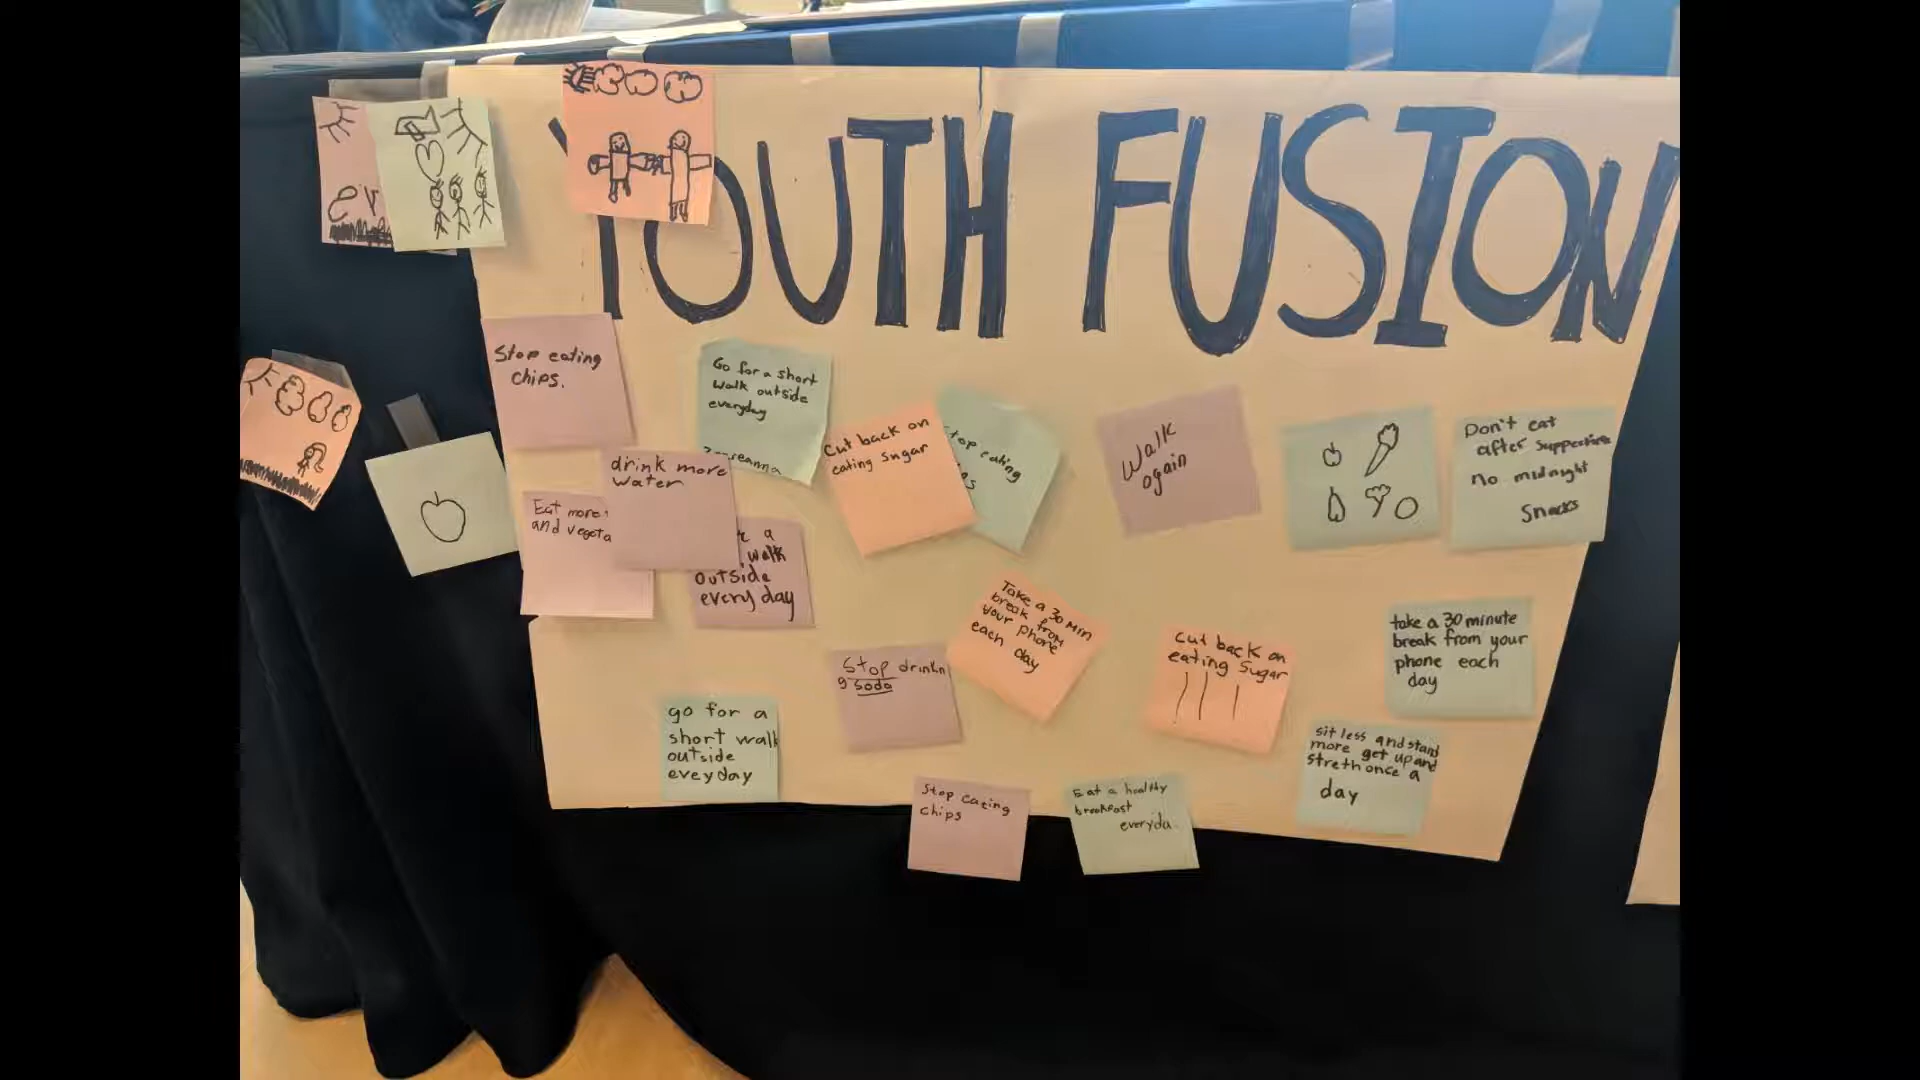 YOUTH FUSION
Stop eating
chips.
Go for a short
walk outside
everyday
Cut back on
eating sugar
eating
Walk
again
Don't eat
after
No midnight
Snacks
drink more
water
Eat more
and
a
walk
outside
every day
Take a 30 Min
break from
your phone
each day
cut back on
eating Sugar
take a 30 minute
break from your
phone each
day
Stop drinkin
g soda
go for a
short walk
outside
eveyday
sit less and stand
more get up and
streth once a
day
Stop eating
chips
Eat a healthy
breakfast
everyda